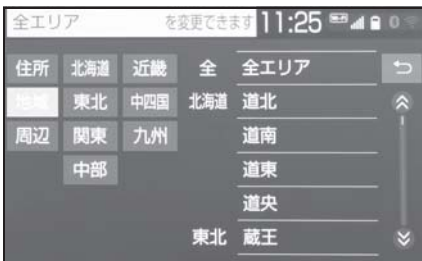 全エリア を変更できます 11:25 0
住所 北海道 近畿 全 全エリア
地域 東北 中四国 北海道 道北
周辺 関東 九州 道南
中部 道東
道央
東北 蔵王